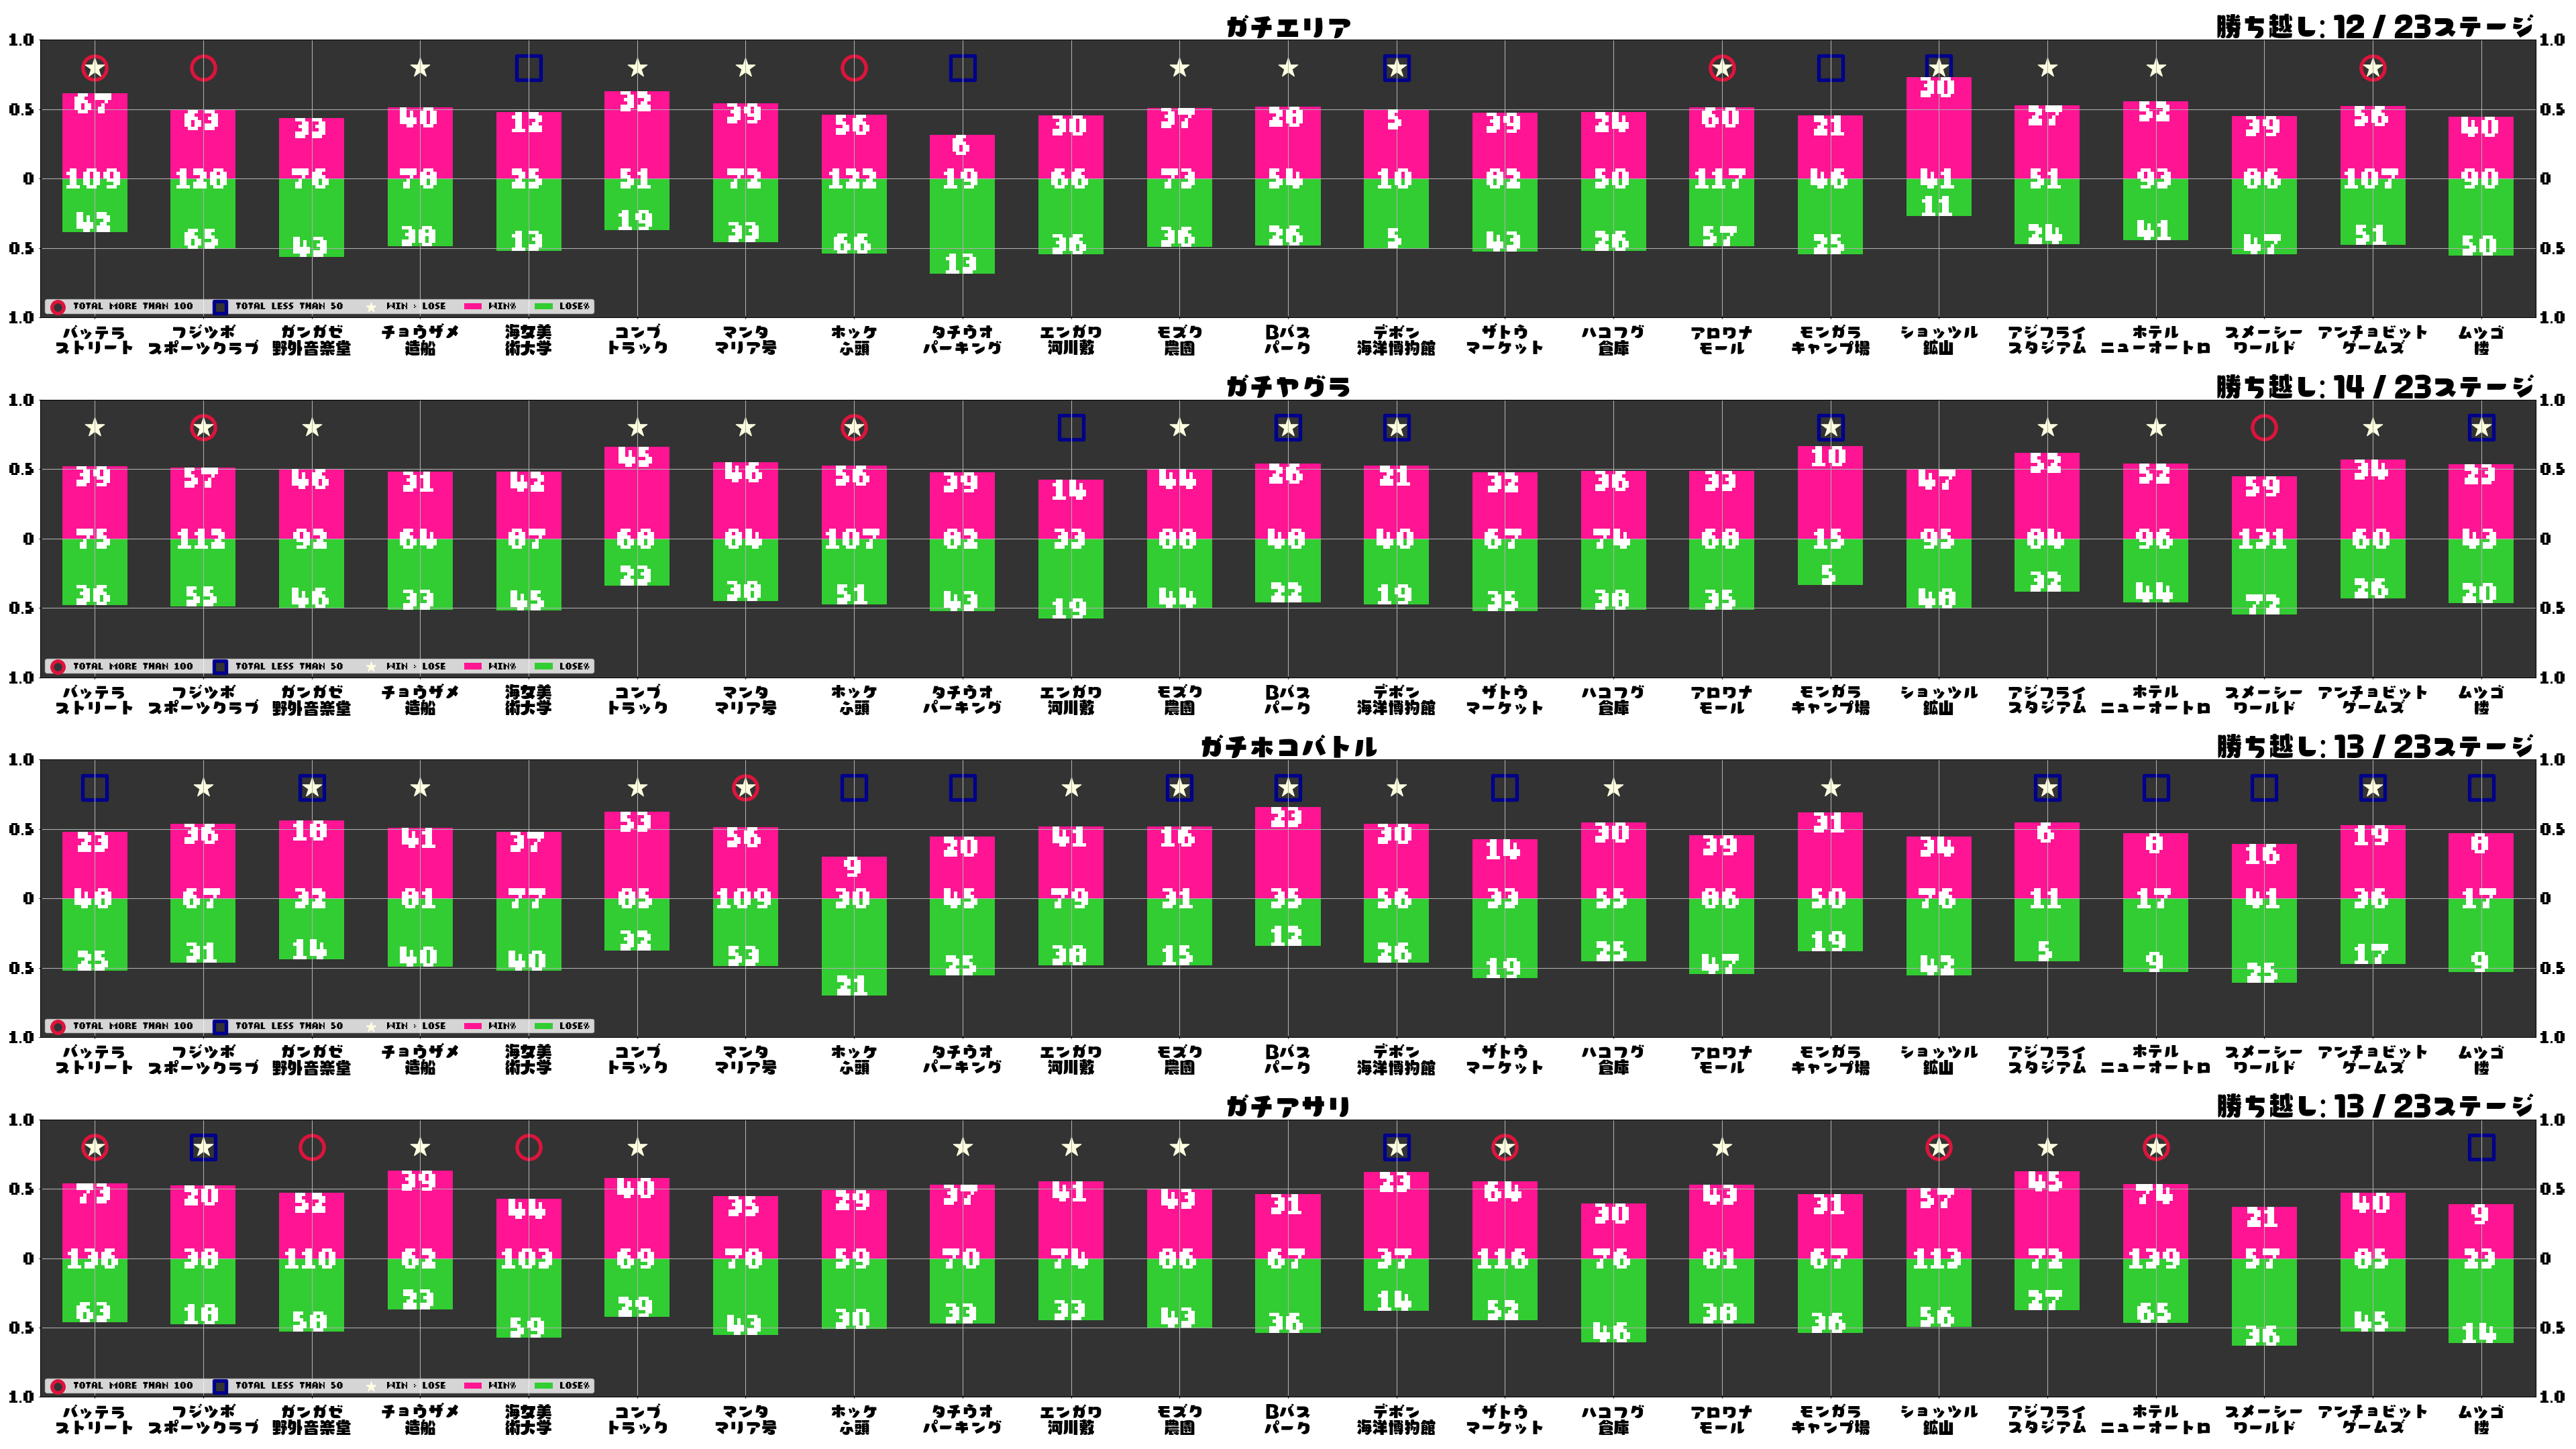 ガチエリア 勝ち越し: 12 / 23ステージ
1.0 1.0
0.5 67 63 33 40 12 32 39 56 6 30 37 28 5 39 24 60 21 30 27 52 39 56 40 0.5
0 109 128 76 78 25 51 72 122 19 66 73 54 10 82 50 117 46 41 51 93 86 107 90 0
0.5 42 65 43 38 13 19 33 66 13 36 36 26 5 43 26 57 25 11 24 41 47 51 50 0.5
TOTAL MORE THAN 100 TOTAL LESS THAN 50 WIN > LOSE WIN% LOSE%
1.0 1.0
バッテラ フジツボ ガンガゼ チョウザメ 海女美 コンブ マンタ ホッケ タチウオ エンガワ モズク Bバス デボン ザトウ ハコフグ アロワナ モンガラ ショッツル アジフライ ホテル スメーシー アンチョビット ムツゴ
ストリート スポーツクラブ 野外音楽堂 造船 術大学 トラック マリア号 ふ頭 パーキング 河川敷 農園 パーク 海洋博物館 マーケット 倉庫 モール キャンプ場 鉱山 スタジアム ニューオートロ ワールド ゲームズ 楼
ガチヤグラ 勝ち越し: 14 / 23ステージ
1.0 1.0
0.5 39 57 46 31 42 45 46 56 39 14 44 26 21 32 36 33 10 47 52 52 59 34 23 0.5
0 75 112 92 64 87 68 84 107 82 33 88 48 40 67 74 68 15 95 84 96 131 60 43 0
0.5 36 55 46 33 45 23 38 51 43 19 44 22 19 35 38 35 5 48 32 44 72 26 20 0.5
TOTAL MORE THAN 100 TOTAL LESS THAN 50 WIN > LOSE WIN% LOSE%
1.0 1.0
バッテラ フジツボ ガンガゼ チョウザメ 海女美 コンブ マンタ ホッケ タチウオ エンガワ モズク Bバス デボン ザトウ ハコフグ アロワナ モンガラ ショッツル アジフライ ホテル スメーシー アンチョビット ムツゴ
ストリート スポーツクラブ 野外音楽堂 造船 術大学 トラック マリア号 ふ頭 パーキング 河川敷 農園 パーク 海洋博物館 マーケット 倉庫 モール キャンプ場 鉱山 スタジアム ニューオートロ ワールド ゲームズ 楼
ガチホコバトル 勝ち越し: 13 / 23ステージ
1.0 1.0
0.5 23 36 18 41 37 53 56 9 20 41 16 23 30 14 30 39 31 34 6 8 16 19 8 0.5
0 48 67 32 81 77 85 109 30 45 79 31 35 56 33 55 86 50 76 11 17 41 36 17 0
0.5 25 31 14 40 40 32 53 21 25 38 15 12 26 19 25 47 19 42 5 9 25 17 9 0.5
TOTAL MORE THAN 100 TOTAL LESS THAN 50 WIN > LOSE WIN% LOSE%
1.0 1.0
バッテラ フジツボ ガンガゼ チョウザメ 海女美 コンブ マンタ ホッケ タチウオ エンガワ モズク Bバス デボン ザトウ ハコフグ アロワナ モンガラ ショッツル アジフライ ホテル スメーシー アンチョビット ムツゴ
ストリート スポーツクラブ 野外音楽堂 造船 術大学 トラック マリア号 ふ頭 パーキング 河川敷 農園 パーク 海洋博物館 マーケット 倉庫 モール キャンプ場 鉱山 スタジアム ニューオートロ ワールド ゲームズ 楼
ガチアサリ 勝ち越し: 13 / 23ステージ
1.0 1.0
0.5 73 20 52 39 44 40 35 29 37 41 43 31 23 64 30 43 31 57 45 74 21 40 9 0.5
0 136 38 110 62 103 69 78 59 70 74 86 67 37 116 76 81 67 113 72 139 57 85 23 0
0.5 63 18 58 23 59 29 43 30 33 33 43 36 14 52 46 38 36 56 27 65 36 45 14 0.5
TOTAL MORE THAN 100 TOTAL LESS THAN 50 WIN > LOSE WIN% LOSE%
1.0 1.0
バッテラ フジツボ ガンガゼ チョウザメ 海女美 コンブ マンタ ホッケ タチウオ エンガワ モズク Bバス デボン ザトウ ハコフグ アロワナ モンガラ ショッツル アジフライ ホテル スメーシー アンチョビット ムツゴ
ストリート スポーツクラブ 野外音楽堂 造船 術大学 トラック マリア号 ふ頭 パーキング 河川敷 農園 パーク 海洋博物館 マーケット 倉庫 モール キャンプ場 鉱山 スタジアム ニューオートロ ワールド ゲームズ 楼